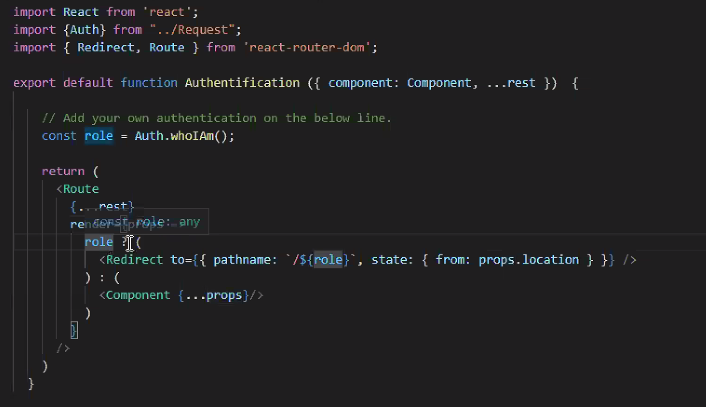 import React from 'react';
import {Auth} from "../Request";
import { Redirect, Route } from 'react-router-dom';
export default function Authentification ({ component: Component, ...rest })  {
// Add your own authentication on the below line.
const role = Auth.whoIAm();
return (
<Route
{...rest}
const role: any
render={props =>
role ? (
<Redirect to={{ pathname: `/${role}`, state: { from: props.location } }} />
) : (
<Component {...props}/>
)
}
/>
)
}